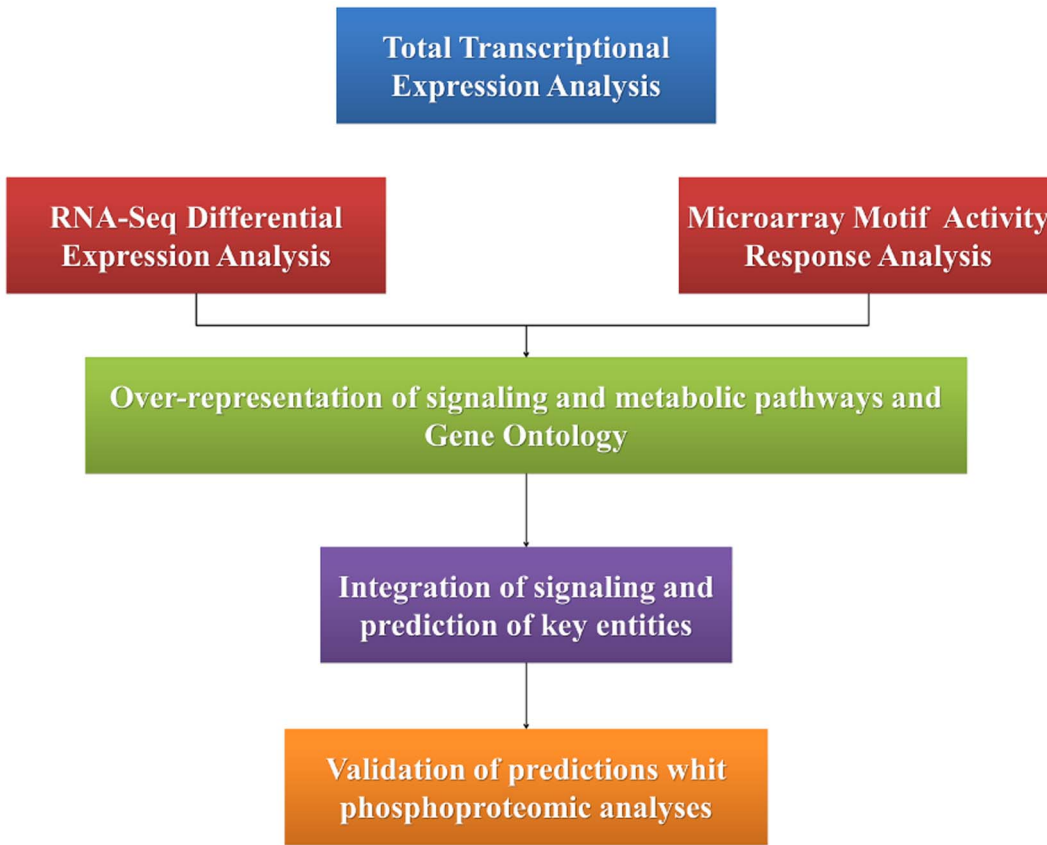 Total Transcriptional
Expression Analysis
RNA-Seq Differential
Expression Analysis
Microarray Motif Activity
Response Analysis
Over-representation of signaling and metabolic pathways and
Gene Ontology
Integration of signaling and
prediction of key entities
Validation of predictions whit
phosphoproteomic analyses